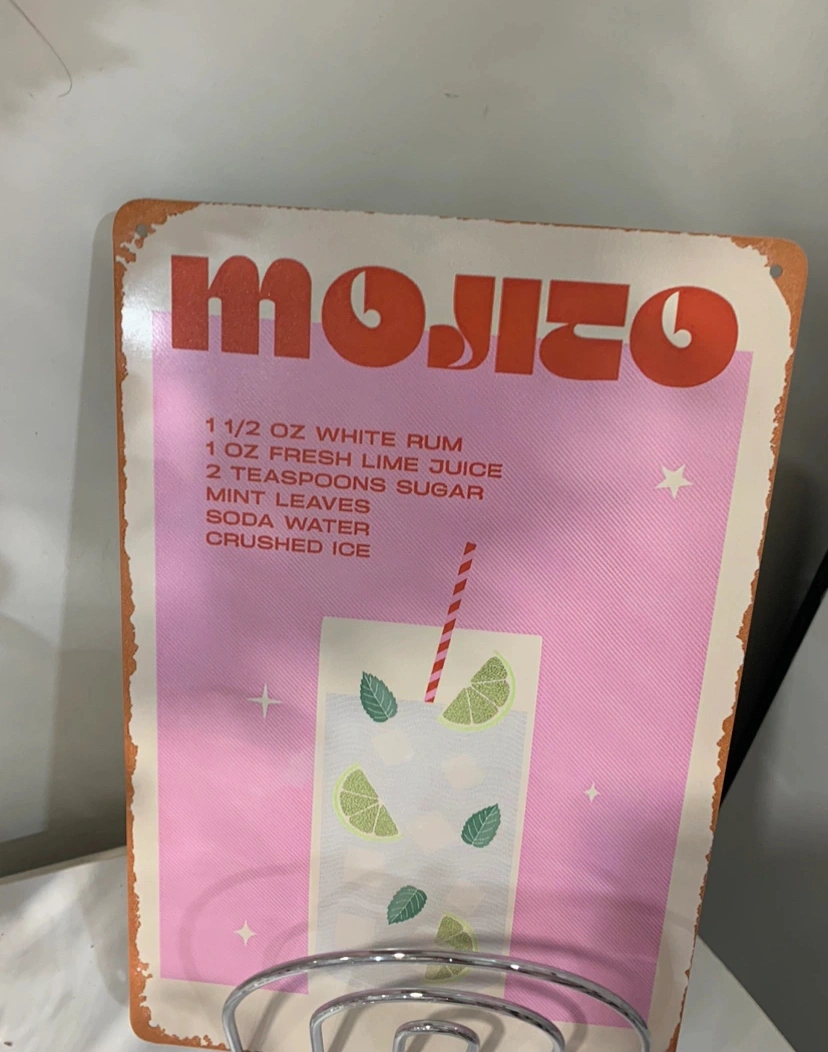 MOJITO
1 1/2 OZ WHITE RUM
1 OZ FRESH LIME JUICE
2 TEASPOONS SUGAR
MINT LEAVES
SODA WATER
CRUSHED ICE